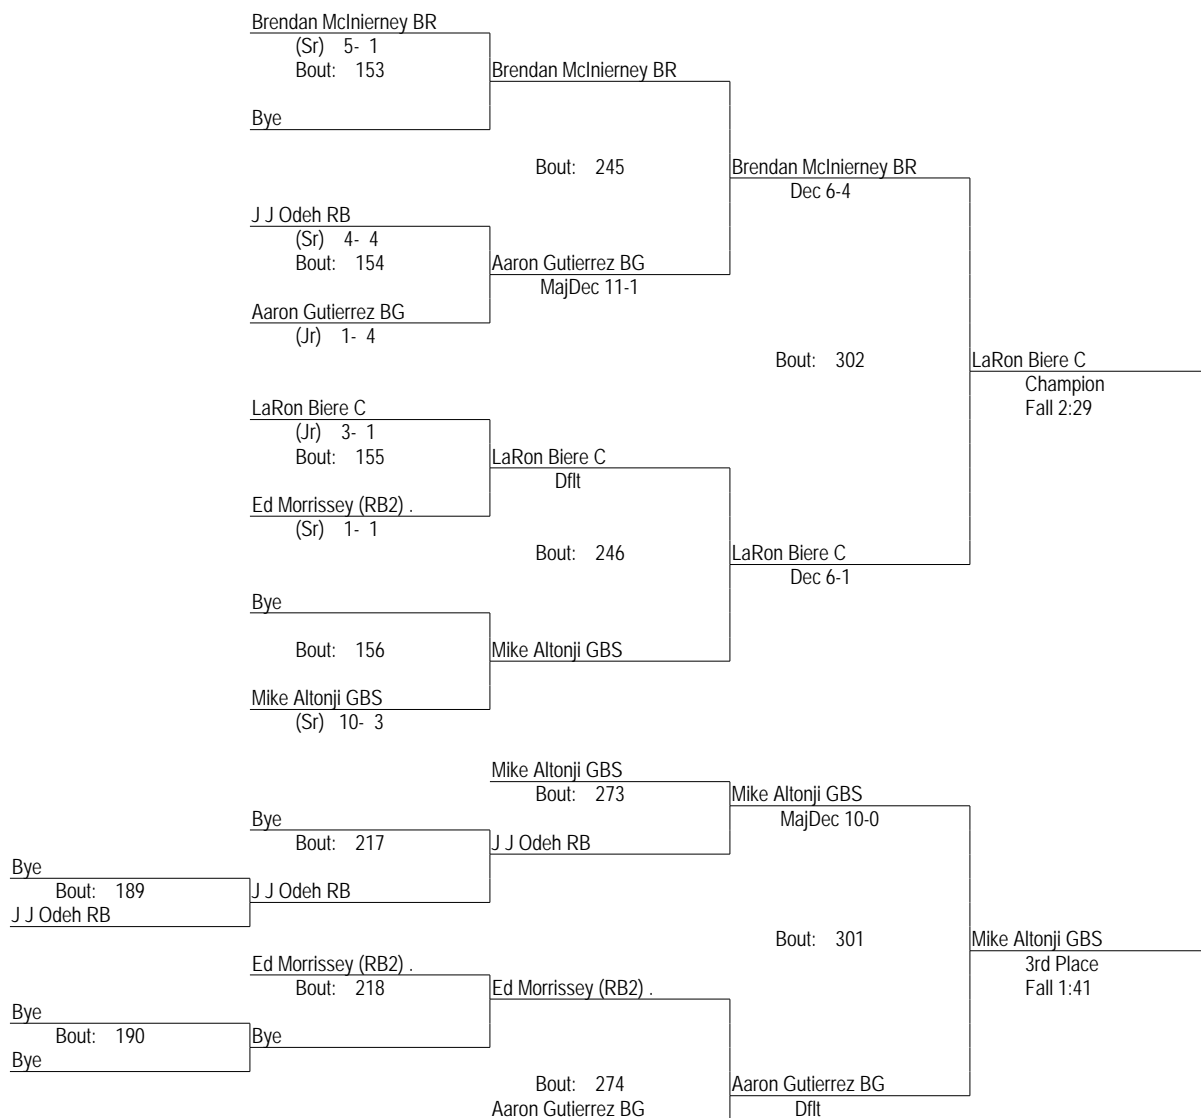 Brendan McInierney BR
(Sr) 5- 1
Bout: 153
Brendan McInierney BR
Bye
Bout: 245
Brendan McInierney BR
Dec 6-4
J J Odeh RB
(Sr) 4- 4
Bout: 154
Aaron Gutierrez BG
MajDec 11-1
Aaron Gutierrez BG
(Jr) 1- 4
Bout: 302
LaRon Biere C
Champion
Fall 2:29
LaRon Biere C
(Jr) 3- 1
Bout: 155
LaRon Biere C
Dflt
Ed Morrissey (RB2) .
(Sr) 1- 1
Bout: 246
LaRon Biere C
Dec 6-1
Bye
Bout: 156
Mike Altonji GBS
Mike Altonji GBS
(Sr) 10- 3
Mike Altonji GBS
Bout: 273
Mike Altonji GBS
MajDec 10-0
Bye
Bout: 217
J J Odeh RB
Bye
Bout: 189
J J Odeh RB
J J Odeh RB
Bout: 301
Mike Altonji GBS
3rd Place
Fall 1:41
Ed Morrissey (RB2) .
Bout: 218
Ed Morrissey (RB2) .
Bye
Bout: 190
Bye
Bye
Bout: 274
Aaron Gutierrez BG
Dflt
Aaron Gutierrez BG